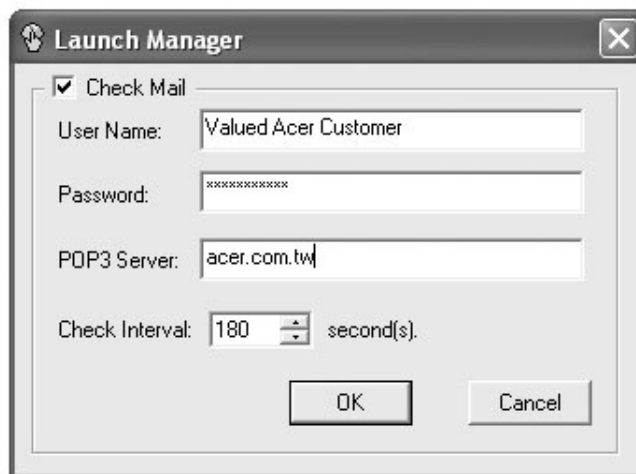 Launch Manager
Check Mail
User Name: Valued Acer Customer
Password: ***********
POP3 Server: acer.com.tw
Check Interval: 180 second(s).
OK Cancel